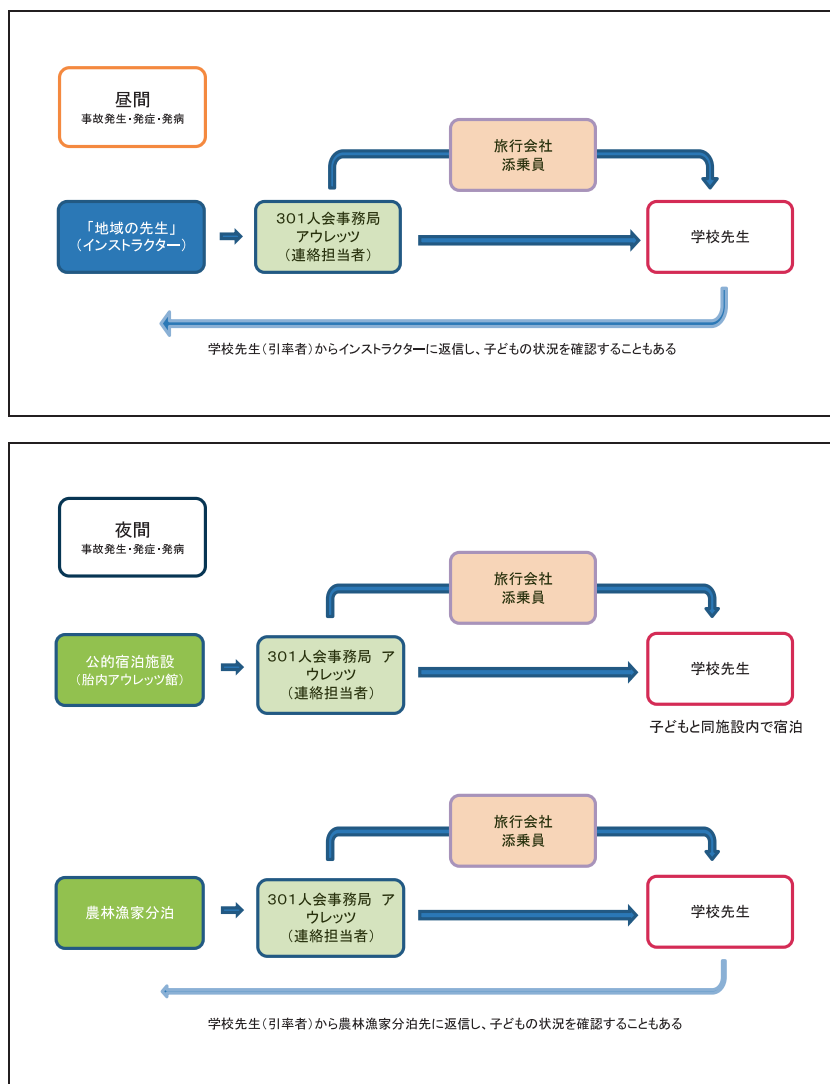 昼間
事故発生・発症・発病
旅行会社
添乗員
「地域の先生」
(インストラクター)
301人会事務局
アウレッツ
(連絡担当者)
学校先生
学校先生(引率者)からインストラクターに返信し、子どもの状況を確認することもある
夜間
事故発生・発症・発病
旅行会社
添乗員
公的宿泊施設
(胎内アウレッツ館)
301人会事務局 ア
ウレッツ
(連絡担当者)
学校先生
子どもと同施設内で宿泊
旅行会社
添乗員
農林漁家分泊
301人会事務局 ア
ウレッツ
(連絡担当者)
学校先生
学校先生(引率者)から農林漁家分泊先に返信し、子どもの状況を確認することもある